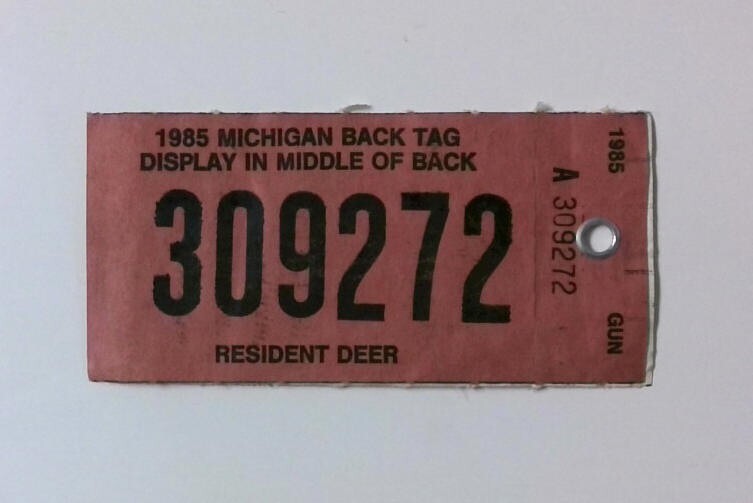 1985 MICHIGAN BACK TAG
DISPLAY IN MIDDLE OF BACK
309272
RESIDENT DEER
A 309272
1985 GUN